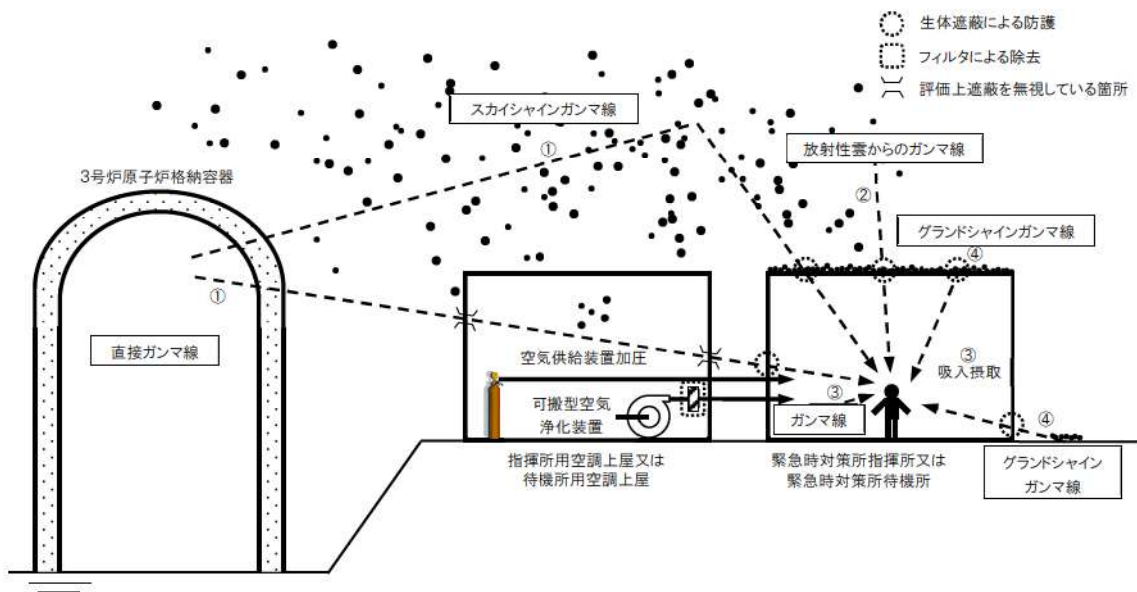 生体遮蔽による防護
フィルタによる除去
評価上遮蔽を無視している箇所
スカイシャインガンマ線
①
放射性雲からのガンマ線
②
3号炉原子炉格納容器
グランドシャインガンマ線
④
①
直接ガンマ線
空気供給装置加圧
③
吸入摂取
③
可搬型空気
浄化装置
ガンマ線
④
指揮所用空調上屋又は
待機所用空調上屋
緊急時対策所指揮所又は
緊急時対策所待機所
グランドシャイン
ガンマ線